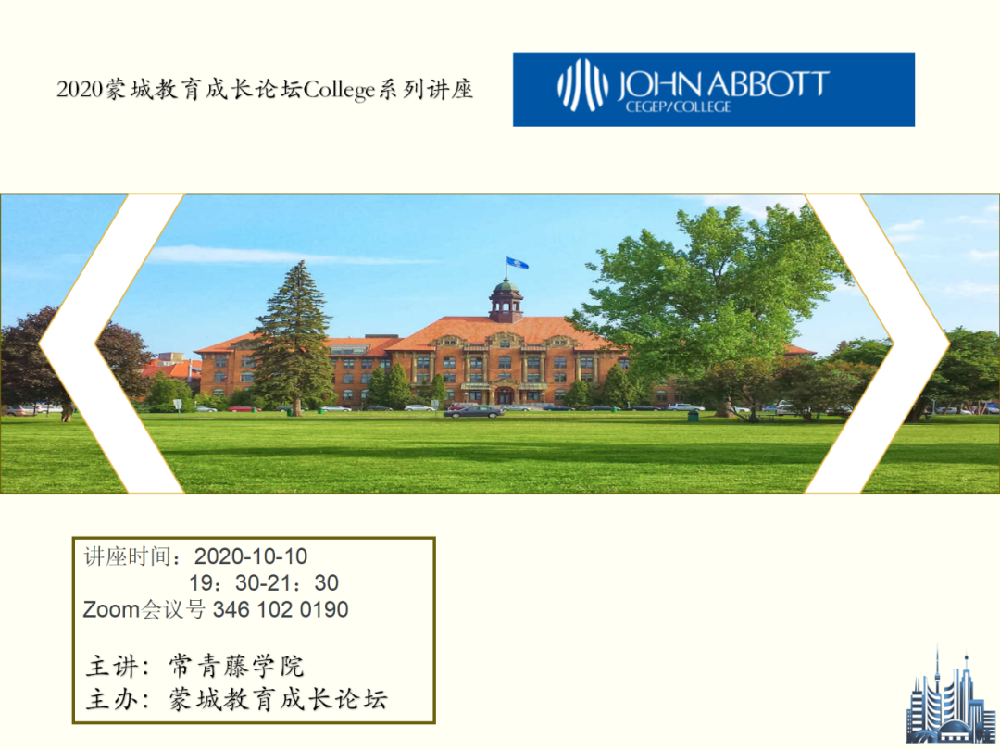 2020蒙城教育成长论坛College系列讲座
JOHN ABBOTT
CEGEP/COLLEGE
讲座时间：2020-10-10
19：30-21：30
Zoom会议号 346 102 0190
主讲：常青藤学院
主办：蒙城教育成长论坛